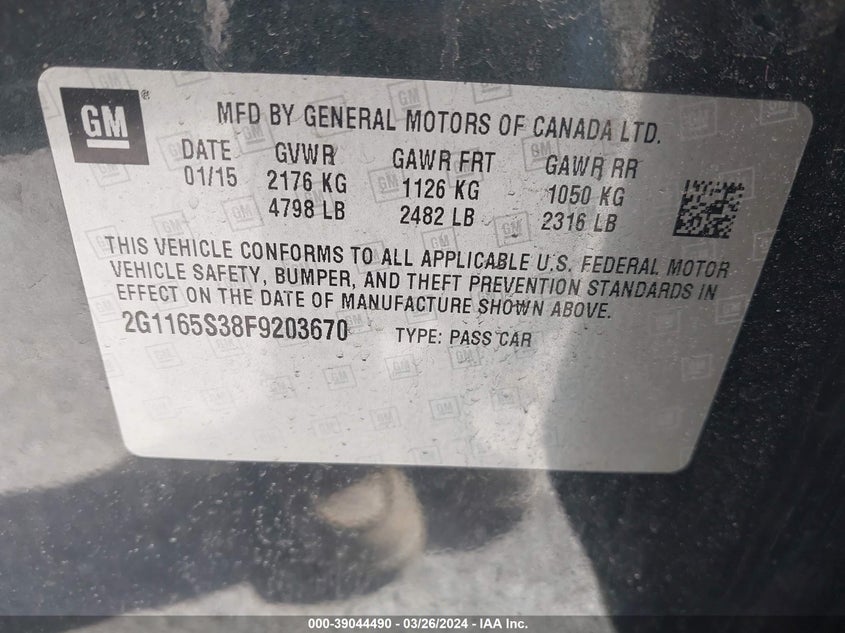 GM ®
MFD BY GENERAL MOTORS OF CANADA LTD.
DATE GVWR GAWR FRT GAWR RR
01/15 2176 KG 1126 KG 1050 KG
4798 LB 2482 LB 2316 LB
THIS VEHICLE CONFORMS TO ALL APPLICABLE U.S. FEDERAL MOTOR
VEHICLE SAFETY, BUMPER, AND THEFT PREVENTION STANDARDS IN
EFFECT ON THE DATE OF MANUFACTURE SHOWN ABOVE.
2G1165S38F9203670 TYPE: PASS CAR
000-39044490 - 03/26/2024 - IAA Inc.